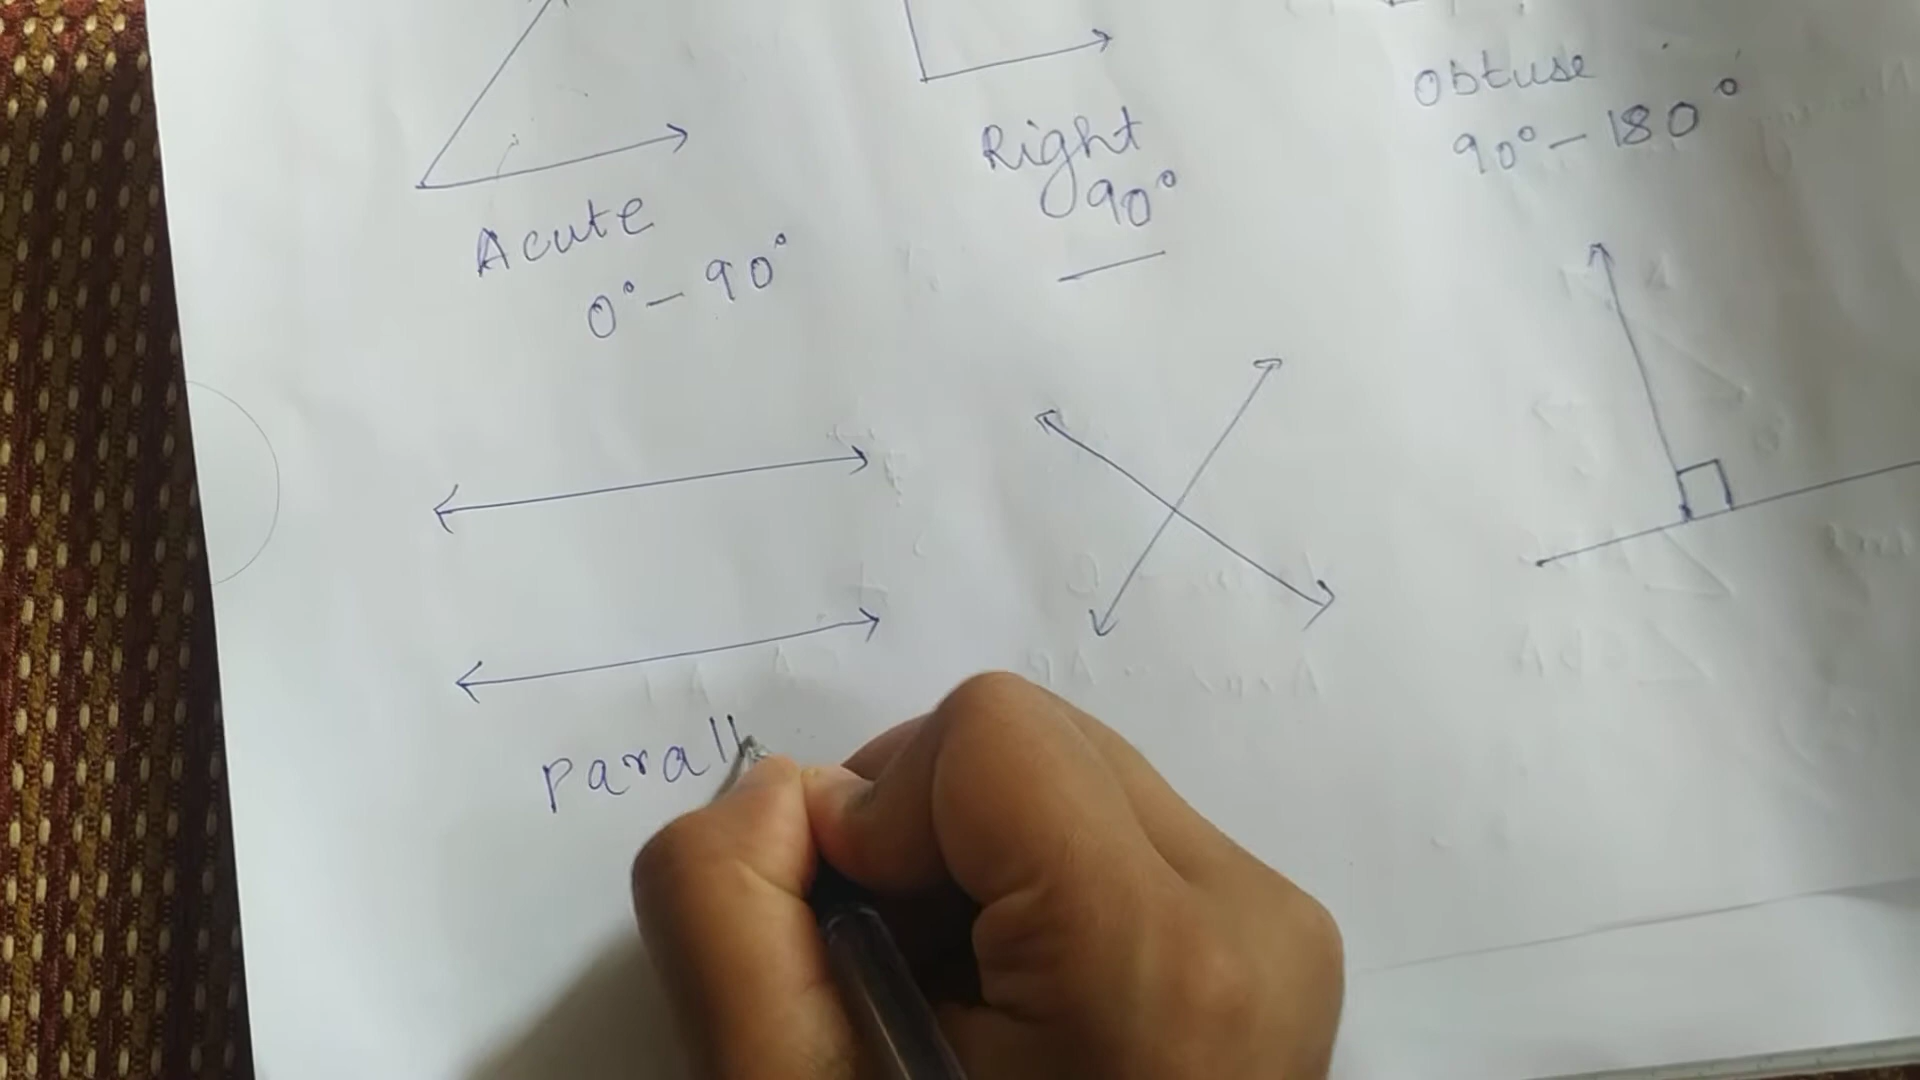 Acute
0° - 90°
Right
90°
Obtuse
90° - 180°
Parall